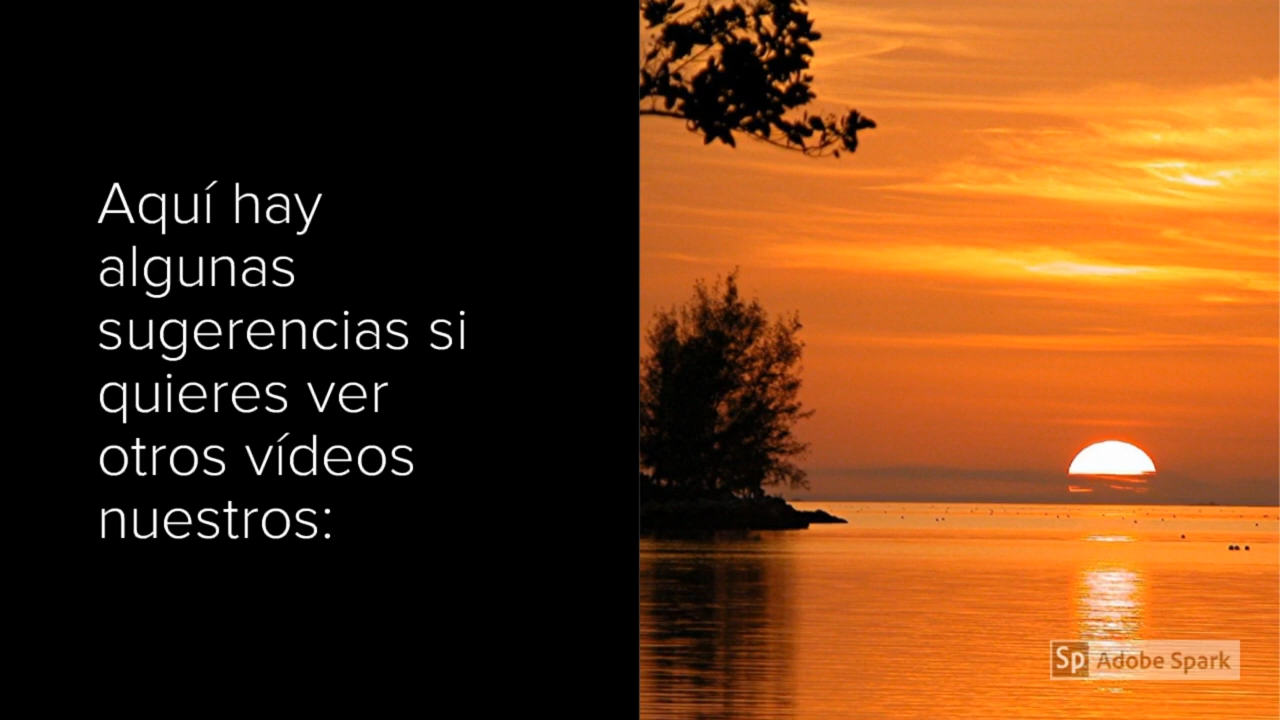 Aquí hay
algunas
sugerencias si
quieres ver
otros vídeos
nuestros:
Sp Adobe Spark